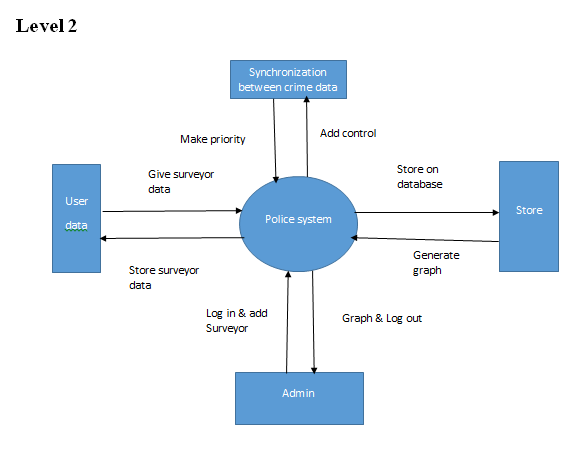 Level 2
Synchronization
between crime data
Make priority
Add control
Give surveyor
data
Store on
database
User
data
Police system
Store
Store surveyor
data
Generate
graph
Log in & add
Surveyor
Graph & Log out
Admin